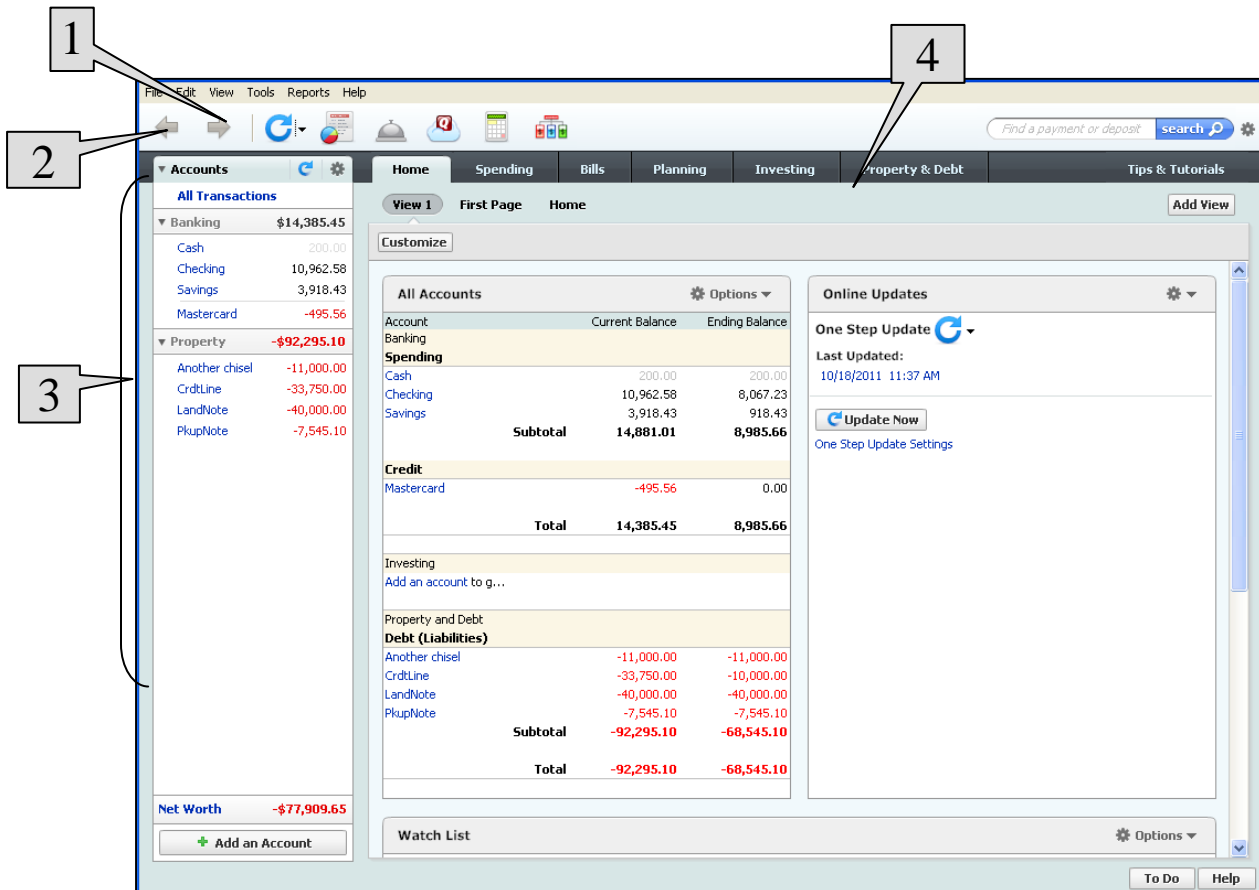 1
4
File Edit View Tools Reports Help
2
Find a payment or deposit search
Accounts
Home Spending Bills Planning Investing Property & Debt Tips & Tutorials
All Transactions
View 1 First Page Home Add View
Banking $14,385.45
Customize
Cash 200.00
Checking 10,962.58
Savings 3,918.43
Mastercard -495.56
Property -$92,295.10
Another chisel -11,000.00
CrdtLine -33,750.00
LandNote -40,000.00
PkupNote -7,545.10
3
Net Worth -$77,909.65
Add an Account
All Accounts Options
Account Current Balance Ending Balance
Banking
Spending
Cash 200.00 200.00
Checking 10,962.58 8,067.23
Savings 3,918.43 918.43
Subtotal 14,881.01 8,985.66
Credit
Mastercard -495.56 0.00
Total 14,385.45 8,985.66
Investing
Add an account to g...
Property and Debt
Debt (Liabilities)
Another chisel -11,000.00 -11,000.00
CrdtLine -33,750.00 -10,000.00
LandNote -40,000.00 -40,000.00
PkupNote -7,545.10 -7,545.10
Subtotal -92,295.10 -68,545.10
Total -92,295.10 -68,545.10
Online Updates
One Step Update
Last Updated:
10/18/2011 11:37 AM
Update Now
One Step Update Settings
Watch List Options
To Do Help